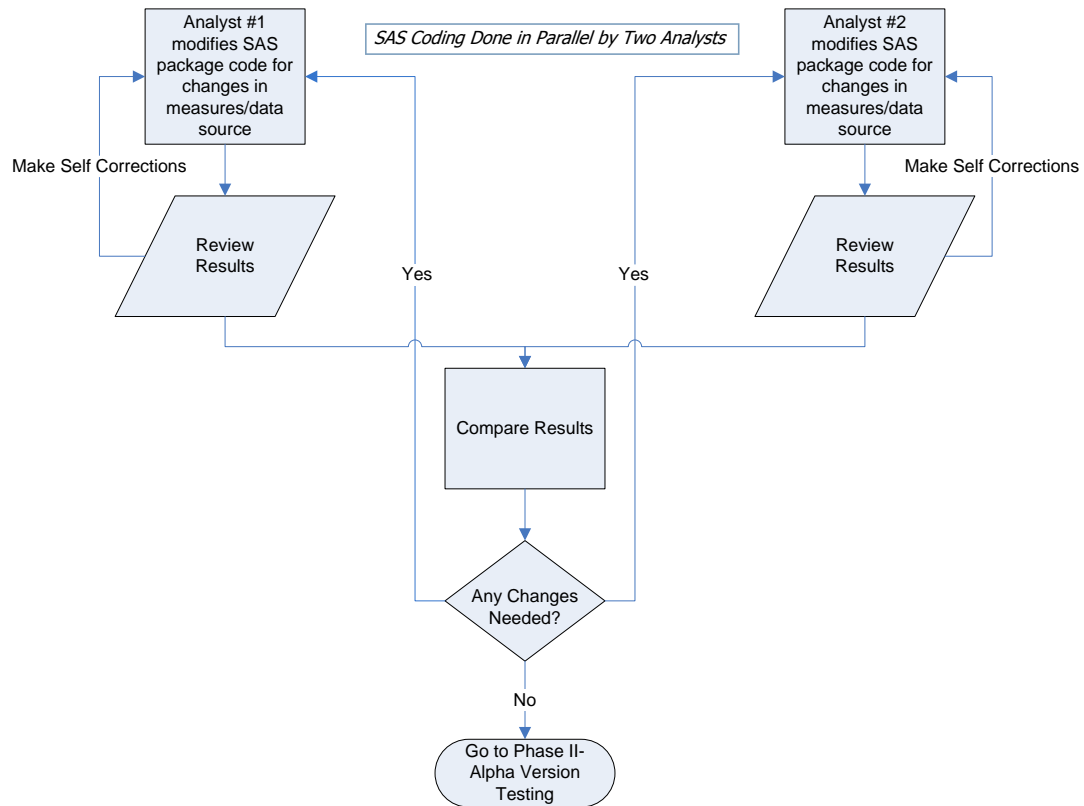 Analyst #1
modifies SAS
package code for
changes in
measures/data
source
SAS Coding Done in Parallel by Two Analysts
Analyst #2
modifies SAS
package code for
changes in
measures/data
source
Make Self Corrections
Make Self Corrections
Review
Results
Review
Results
Yes
Yes
Compare Results
Any Changes
Needed?
No
Go to Phase II-
Alpha Version
Testing